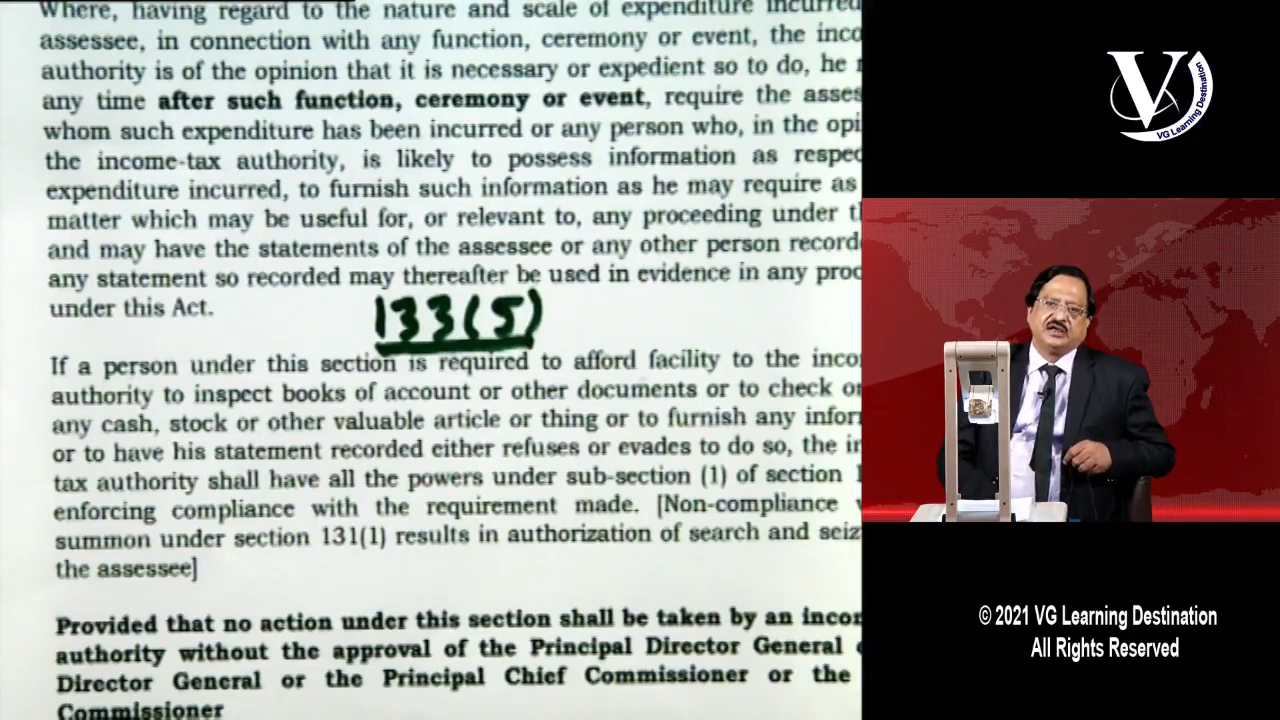 Where, having regard to the nature and scale of expenditure incurred
assessee, in connection with any function, ceremony or event, the inco
authority is of the opinion that it is necessary or expedient so to do, he
any time after such function, ceremony or event, require the asses
whom such expenditure has been incurred or any person who, in the opi
the income-tax authority, is likely to possess information as respec
expenditure incurred, to furnish such information as he may require as
matter which may be useful for, or relevant to, any proceeding under th
and may have the statements of the assessee or any other person record
any statement so recorded may thereafter be used in evidence in any proc
under this Act.
133(5)
If a person under this section is required to afford facility to the inco
authority to inspect books of account or other documents or to check or
any cash, stock or other valuable article or thing or to furnish any infor
or to have his statement recorded either refuses or evades to do so, the in
tax authority shall have all the powers under sub-section (1) of section 1
enforcing compliance with the requirement made. [Non-compliance
summon under section 131(1) results in authorization of search and seiz
the assessee]
Provided that no action under this section shall be taken by an incor
authority without the approval of the Principal Director General
Director General or the Principal Chief Commissioner or the
Commissioner
V
VG Learning Destination
© 2021 VG Learning Destination
All Rights Reserved